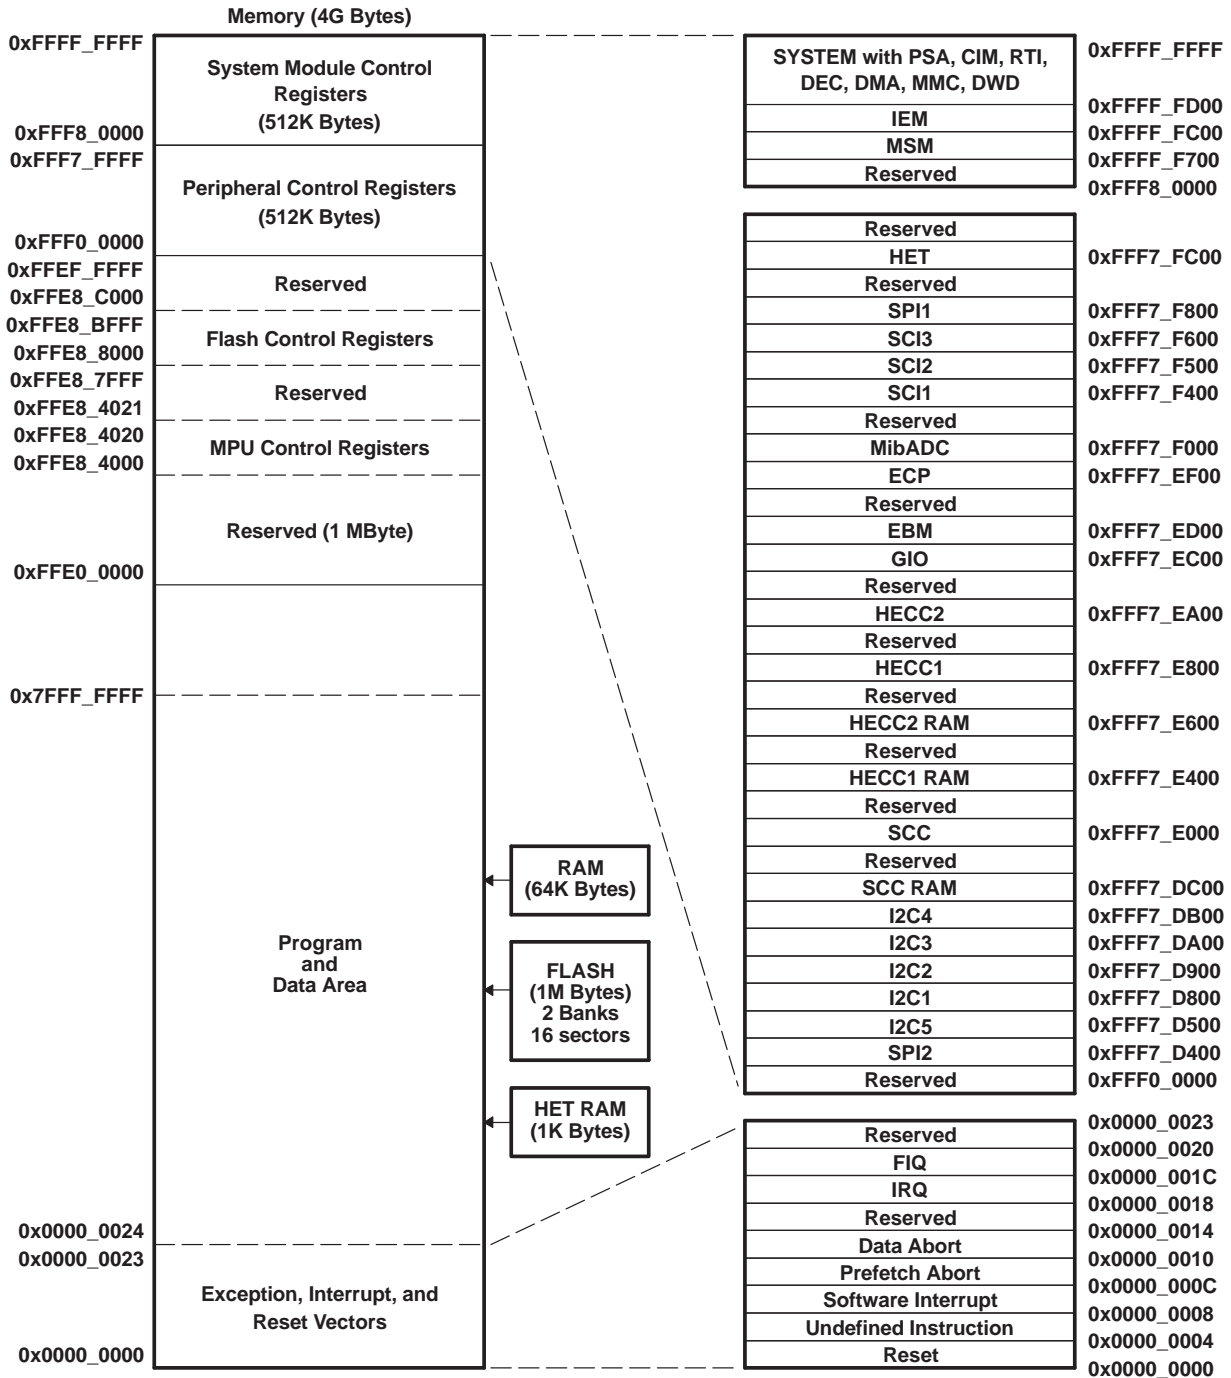 Memory (4G Bytes)
0xFFFF_FFFF
System Module Control
Registers
(512K Bytes)
0xFFF8_0000
0xFFF7_FFFF
Peripheral Control Registers
(512K Bytes)
0xFFF0_0000
0xFFEF_FFFF
Reserved
0xFFE8_C000
0xFFE8_BFFF
Flash Control Registers
0xFFE8_8000
0xFFE8_7FFF
Reserved
0xFFE8_4021
0xFFE8_4020
MPU Control Registers
0xFFE8_4000
Reserved (1 MByte)
0xFFE0_0000
0x7FFF_FFFF
Program
and
Data Area
0x0000_0024
0x0000_0023
Exception, Interrupt, and
Reset Vectors
0x0000_0000
RAM
(64K Bytes)
FLASH
(1M Bytes)
2 Banks
16 sectors
HET RAM
(1K Bytes)
SYSTEM with PSA, CIM, RTI,
DEC, DMA, MMC, DWD
0xFFFF_FFFF
0xFFFF_FD00
IEM
0xFFFF_FC00
MSM
0xFFFF_F700
Reserved
0xFFF8_0000
Reserved
HET 0xFFF7_FC00
Reserved
SPI1 0xFFF7_F800
SCI3 0xFFF7_F600
SCI2 0xFFF7_F500
SCI1 0xFFF7_F400
Reserved
MibADC 0xFFF7_F000
ECP 0xFFF7_EF00
Reserved
EBM 0xFFF7_ED00
GIO 0xFFF7_EC00
Reserved
HECC2 0xFFF7_EA00
Reserved
HECC1 0xFFF7_E800
Reserved
HECC2 RAM 0xFFF7_E600
Reserved
HECC1 RAM 0xFFF7_E400
Reserved
SCC 0xFFF7_E000
Reserved
SCC RAM 0xFFF7_DC00
I2C4 0xFFF7_DB00
I2C3 0xFFF7_DA00
I2C2 0xFFF7_D900
I2C1 0xFFF7_D800
I2C5 0xFFF7_D500
SPI2 0xFFF7_D400
Reserved 0xFFF0_0000
0x0000_0023
Reserved
0x0000_0020
FIQ
0x0000_001C
IRQ
0x0000_0018
Reserved
0x0000_0014
Data Abort
0x0000_0010
Prefetch Abort
0x0000_000C
Software Interrupt
0x0000_0008
Undefined Instruction
0x0000_0004
Reset
0x0000_0000